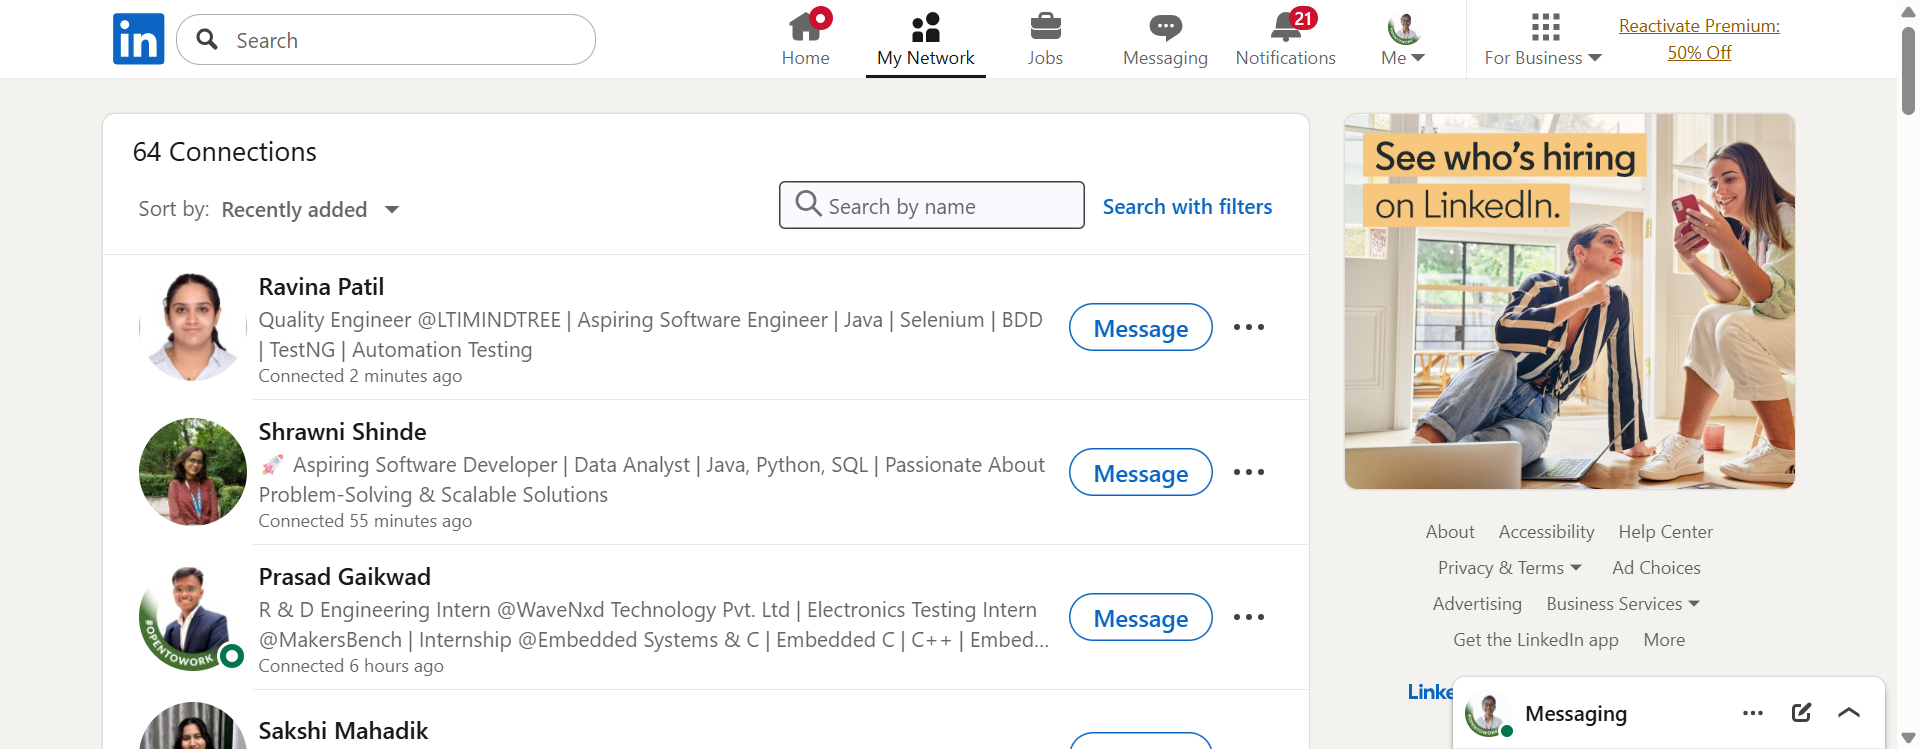 in
Search
Home
My Network
Jobs
Messaging
21
Notifications
Me
For Business
Reactivate Premium:
50% Off
64 Connections
Sort by: Recently added
Search by name
Search with filters
Ravina Patil
Quality Engineer @LTIMINDTREE | Aspiring Software Engineer | Java | Selenium | BDD
| TestNG | Automation Testing
Connected 2 minutes ago
Message
Shrawni Shinde
🚀 Aspiring Software Developer | Data Analyst | Java, Python, SQL | Passionate About
Problem-Solving & Scalable Solutions
Connected 55 minutes ago
Message
#OPENTOWORK
Prasad Gaikwad
R & D Engineering Intern @WaveNxd Technology Pvt. Ltd | Electronics Testing Intern
@MakersBench | Internship @Embedded Systems & C | Embedded C | C++ | Embed...
Connected 6 hours ago
Message
Sakshi Mahadik
See who's hiring
on LinkedIn.
About
Accessibility
Help Center
Privacy & Terms
Ad Choices
Advertising
Business Services
Get the LinkedIn app
More
Linke
Messaging